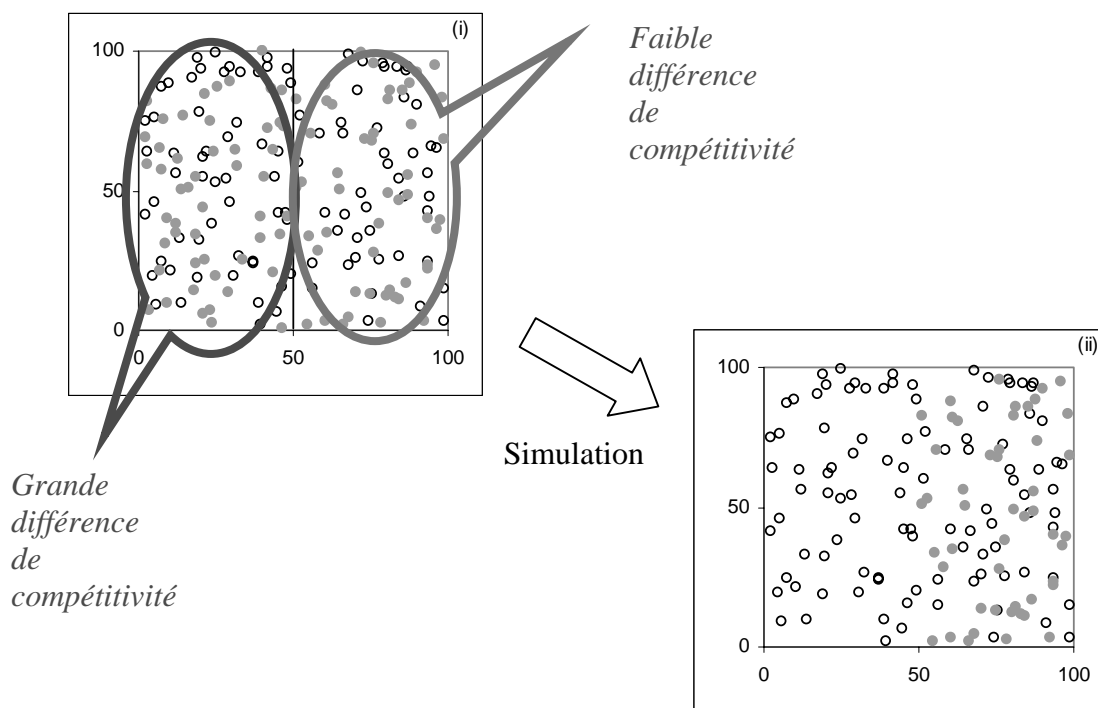 (i)
100
50
0
0 50 100
Faible
différence
de
compétitivité
Grande
différence
de
compétitivité
Simulation
(ii)
100
50
0
0 50 100